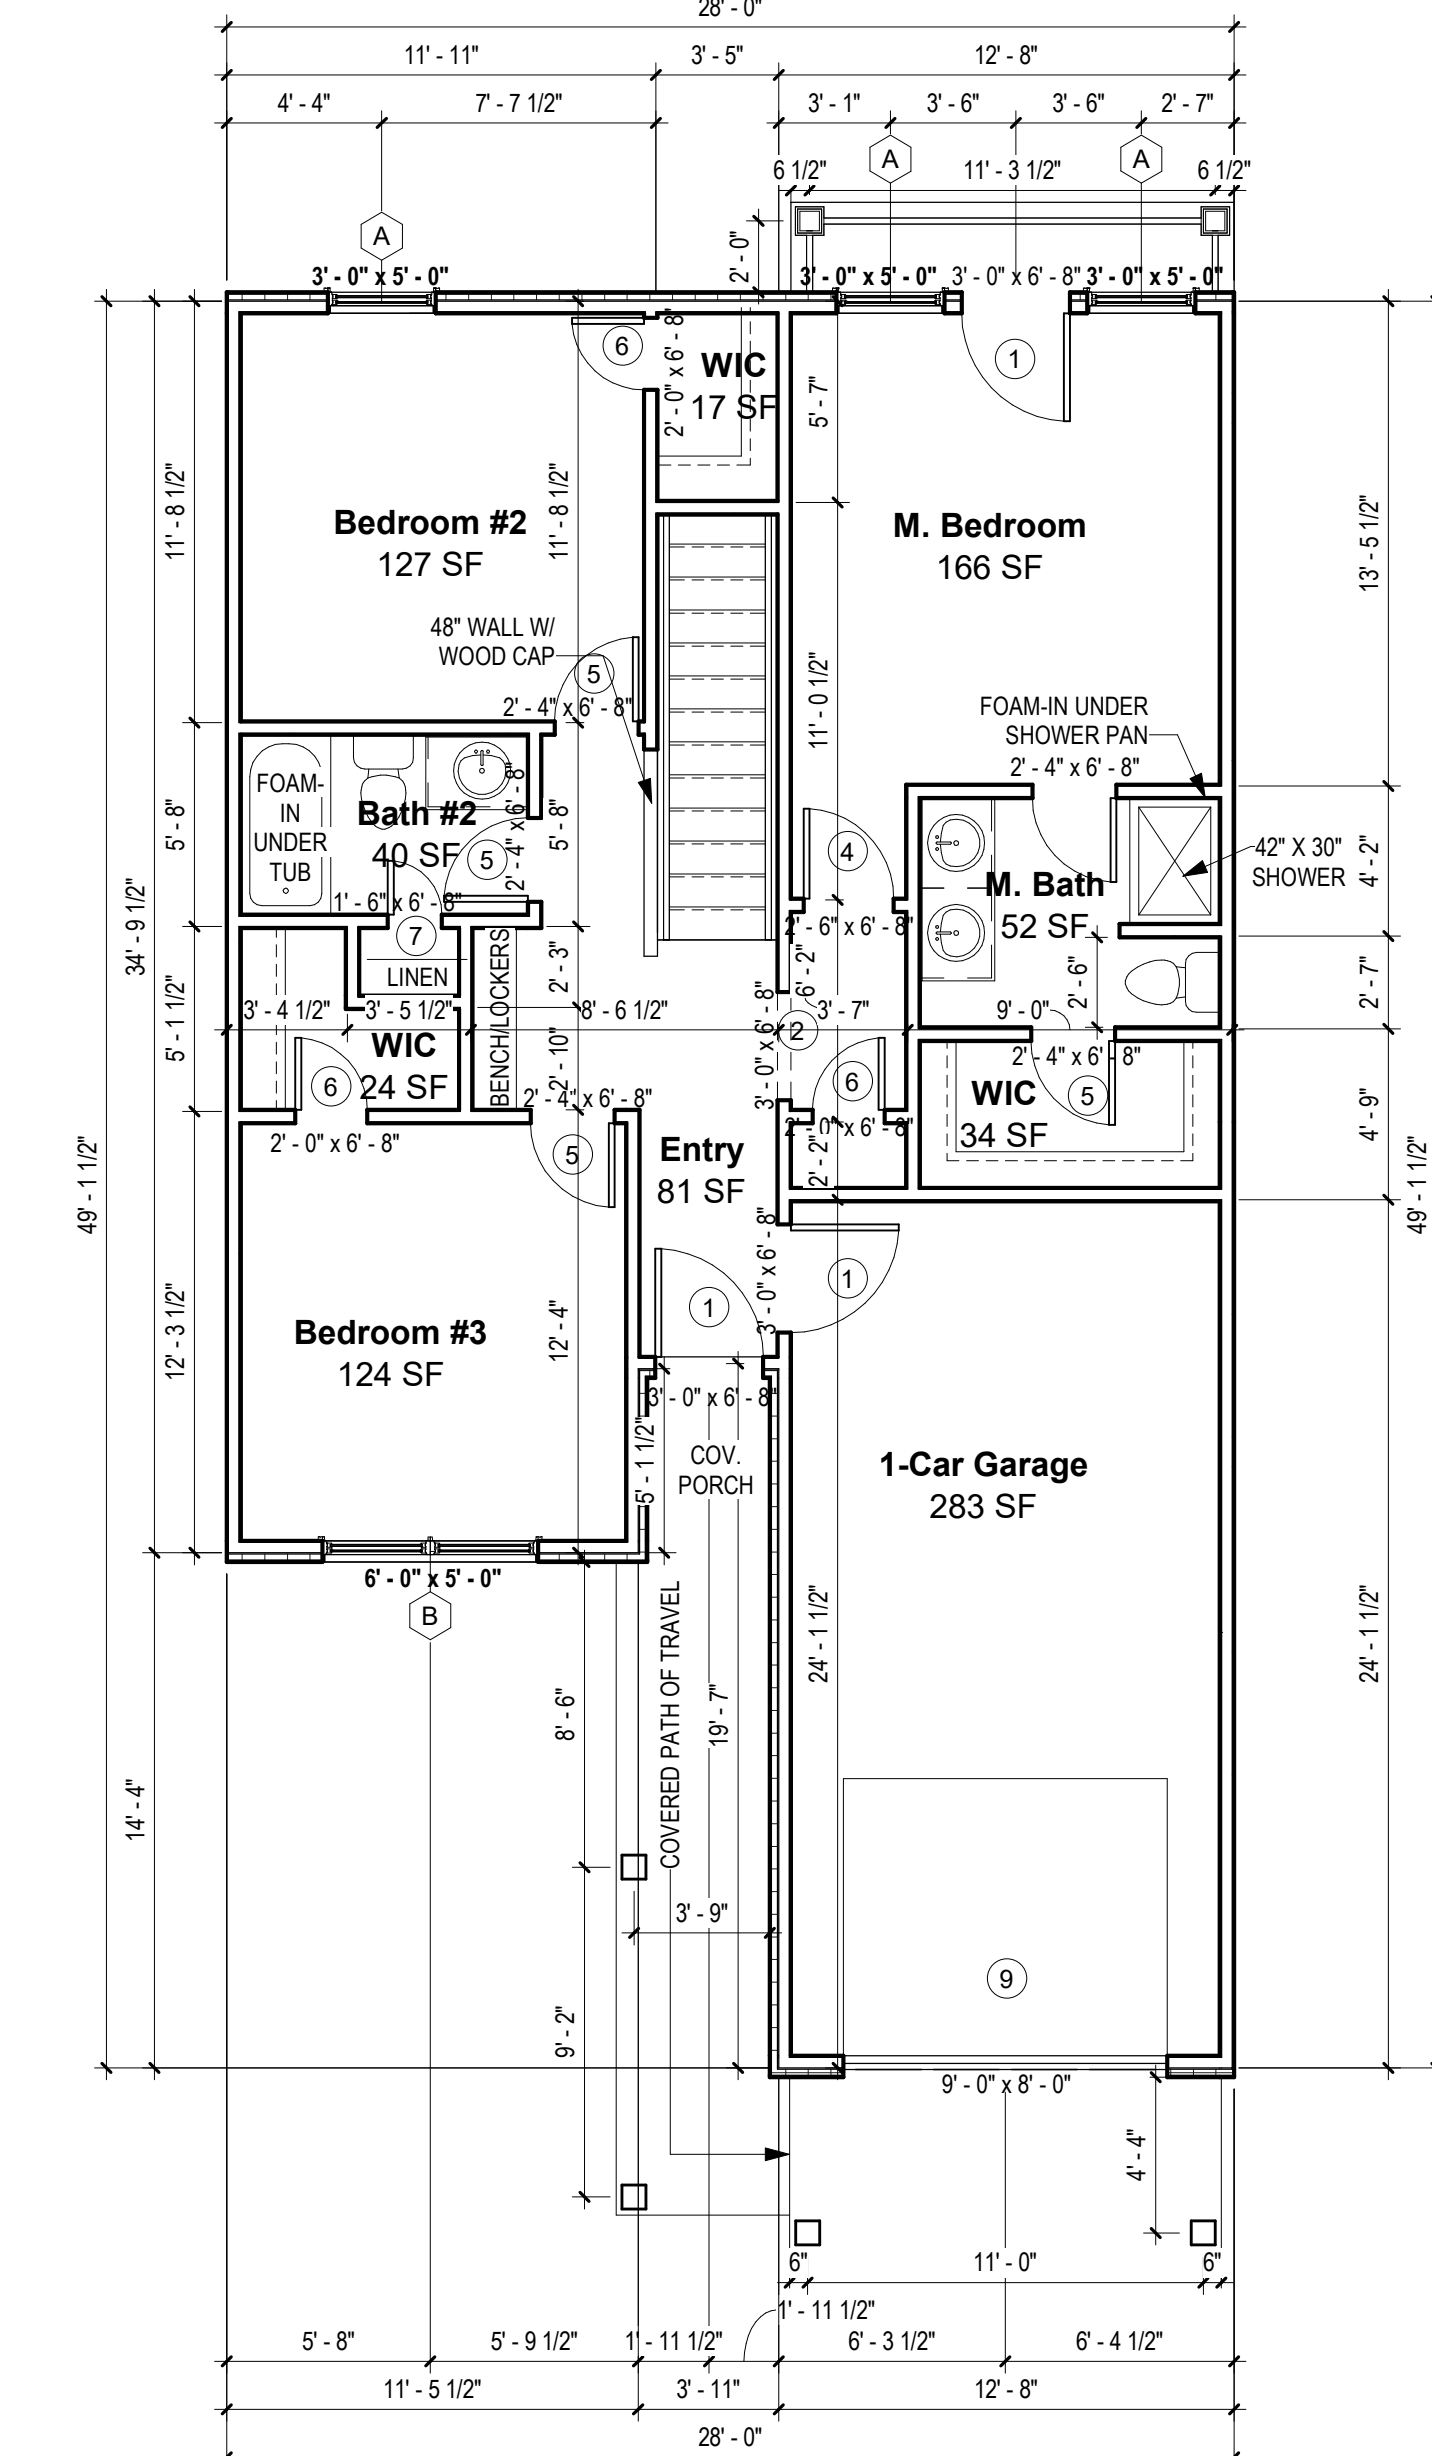 28' - 0"
11' - 11"
3' - 5"
12' - 8"
4' - 4"
7' - 7 1/2"
3' - 1"
3' - 6"
3' - 6"
2' - 7"
A
A
6 1/2"
11' - 3 1/2"
6 1/2"
A
2' - 0"
3' - 0" x 5' - 0"
3' - 0" x 5' - 0"
3' - 0" x 6' - 8"
3' - 0" x 5' - 0"
6
2' - 0" x 6' - 8"
WIC
17 SF
1
5' - 7"
11' - 8 1/2"
11' - 8 1/2"
Bedroom #2
127 SF
M. Bedroom
166 SF
13' - 5 1/2"
48" WALL W/
WOOD CAP
5
2' - 4" x 6' - 8"
11' - 0 1/2"
FOAM-IN UNDER
SHOWER PAN
2' - 4" x 6' - 8"
FOAM-
IN
UNDER
TUB
Bath #2
40 SF
2' - 4" x 6' - 8"
5
5' - 8"
5' - 8"
4
42" X 30"
SHOWER
4' - 2"
M. Bath
52 SF
1' - 6" x 6' - 8"
7
LINEN
2' - 6" x 6' - 8"
34' - 9 1/2"
BENCH/LOCKERS
2' - 3"
6' - 2"
2' - 6"
2' - 7"
3' - 4 1/2"
3' - 5 1/2"
8' - 6 1/2"
3' - 7"
9' - 0"
5' - 1 1/2"
2
3' - 0" x 6' - 8"
WIC
24 SF
6
2' - 10"
2' - 4" x 6' - 8"
6
2' - 0" x 6' - 8"
2' - 4" x 6' - 8"
5
WIC
34 SF
4' - 9"
2' - 0" x 6' - 8"
5
Entry
81 SF
2' - 2"
49' - 1 1/2"
49' - 1 1/2"
3' - 0" x 6' - 8"
1
1
12' - 3 1/2"
12' - 4"
Bedroom #3
124 SF
3' - 0" x 6' - 8"
5' - 1 1/2"
COV.
PORCH
1-Car Garage
283 SF
6' - 0" x 5' - 0"
B
COVERED PATH OF TRAVEL
8' - 6"
19' - 7"
24' - 1 1/2"
24' - 1 1/2"
14' - 4"
3' - 9"
9
9' - 2"
9' - 0" x 8' - 0"
4' - 4"
6"
11' - 0"
6"
1' - 11 1/2"
5' - 8"
5' - 9 1/2"
1' - 11 1/2"
6' - 3 1/2"
6' - 4 1/2"
11' - 5 1/2"
3' - 11"
12' - 8"
28' - 0"